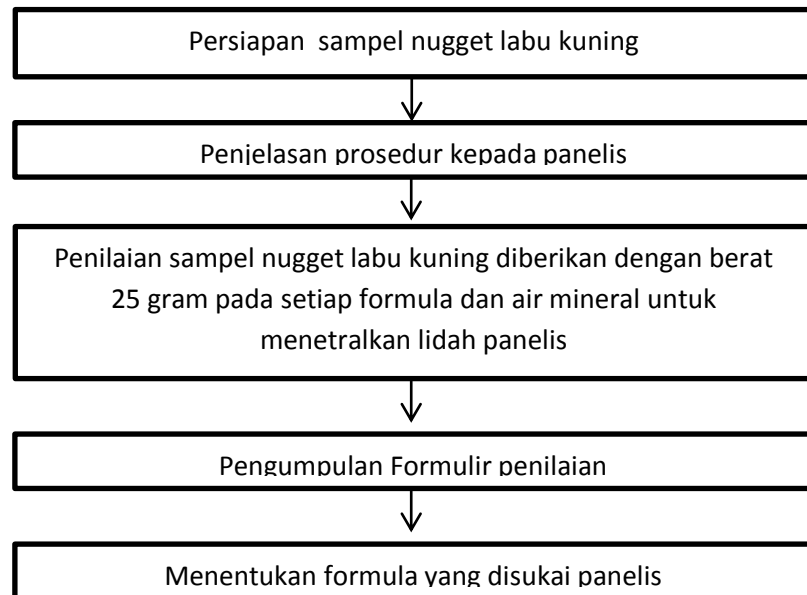 Persiapan sampel nugget labu kuning
Penjelasan prosedur kepada panelis
Penilaian sampel nugget labu kuning diberikan dengan berat
25 gram pada setiap formula dan air mineral untuk
menetralkan lidah panelis
Pengumpulan Formulir penilaian
Menentukan formula yang disukai panelis